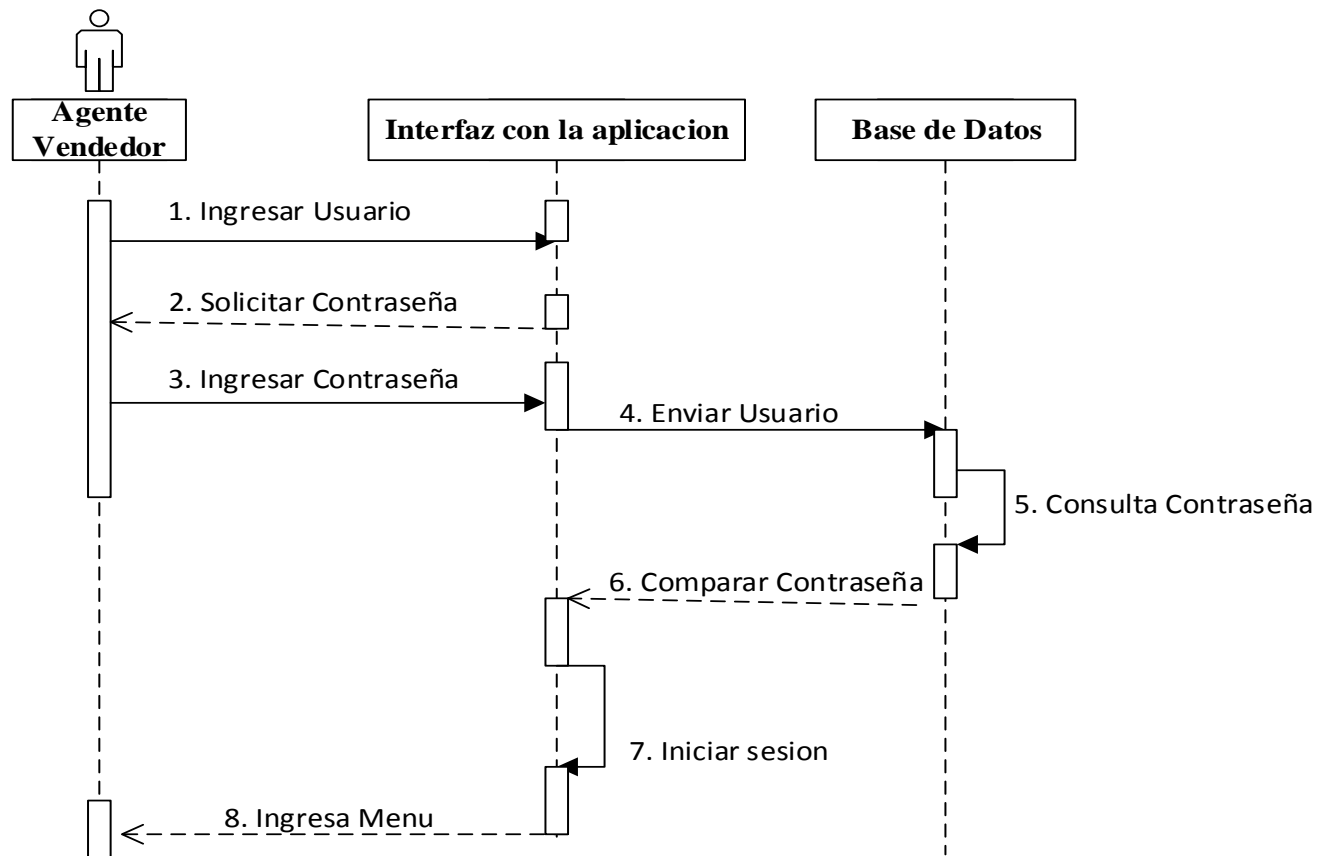 Agente
Vendedor
Interfaz con la aplicacion
Base de Datos
1. Ingresar Usuario
2. Solicitar Contraseña
3. Ingresar Contraseña
4. Enviar Usuario
5. Consulta Contraseña
6. Comparar Contraseña
7. Iniciar sesion
8. Ingresa Menu